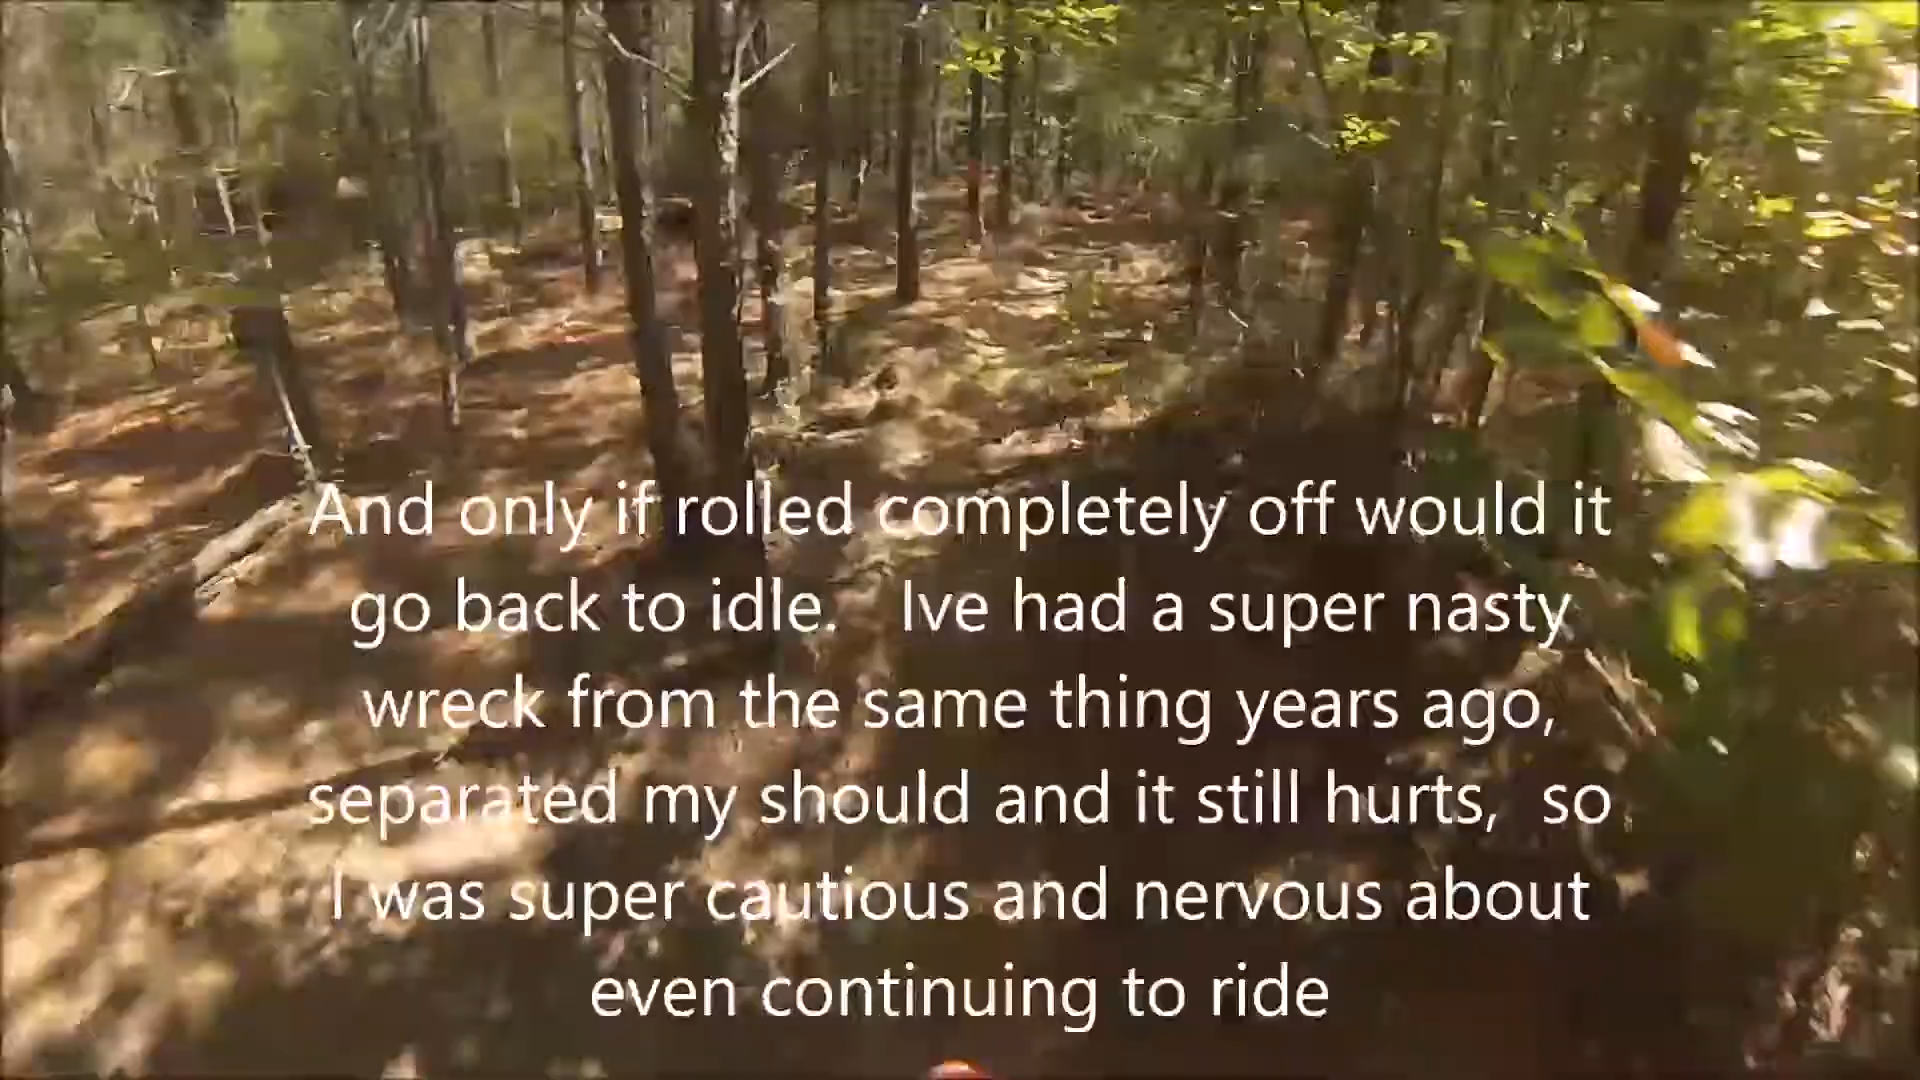 And only if rolled completely off would it
go back to idle.   Ive had a super nasty
wreck from the same thing years ago,
separated my should and it still hurts,  so
I was super cautious and nervous about
even continuing to ride